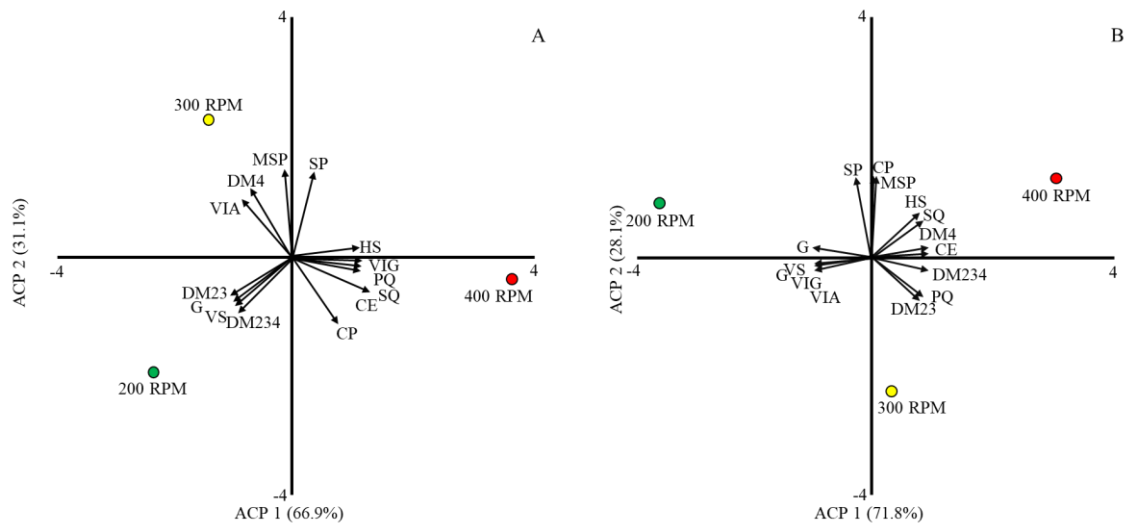 4
A
300 RPM
MSP
SP
DM4
VIA
HS
-4
4
VIG
PQ
SQ
CE
400 RPM
DM23
G
VS
DM234
CP
200 RPM
-4
ACP 2 (31.1%)
ACP 1 (66.9%)
4
B
SP
CP
MSP
400 RPM
200 RPM
HS
SQ
DM4
G
CE
-4
4
VS
G
VIG
VIA
DM234
PQ
DM23
300 RPM
-4
ACP 2 (28.1%)
ACP 1 (71.8%)